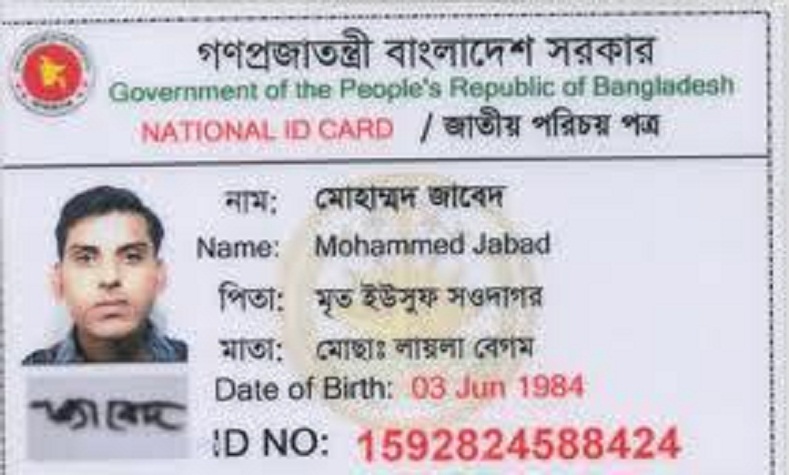 গণপ্রজাতন্ত্রী বাংলাদেশ সরকার
Government of the People's Republic of Bangladesh
NATIONAL ID CARD / জাতীয় পরিচয় পত্র
নাম: মোহাম্মদ জাবেদ
Name: Mohammed Jabad
পিতা: মৃত ইউসুফ সওদাগর
মাতা: মোছাঃ লায়লা বেগম
Date of Birth: 03 Jun 1984
জাবেদ
ID NO: 1592824588424